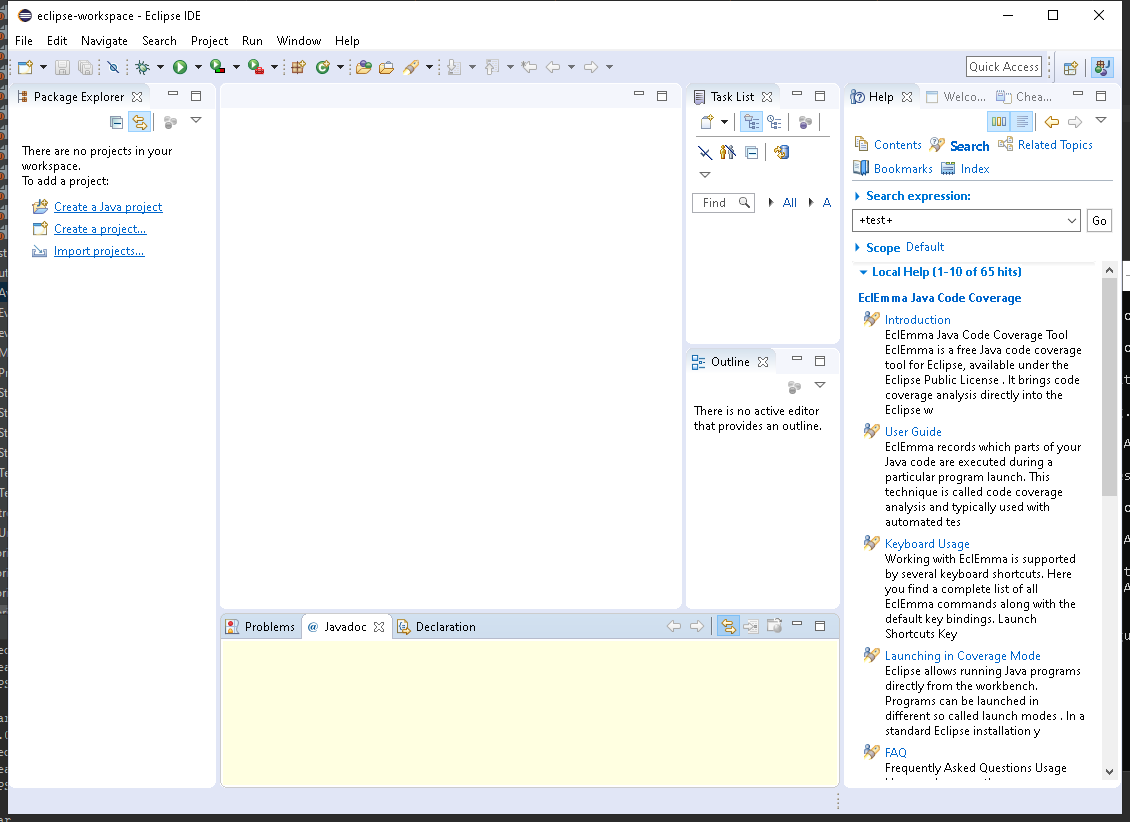 eclipse-workspace - Eclipse IDE
File Edit Navigate Search Project Run Window Help
Quick Access
Package Explorer
There are no projects in your
workspace.
To add a project:
Create a Java project
Create a project...
Import projects...
Task List
Find All A
Outline
There is no active editor
that provides an outline.
Help Welco... Chea...
Contents Search Related Topics
Bookmarks Index
Search expression:
+test+ Go
Scope Default
Local Help (1-10 of 65 hits)
EclEmma Java Code Coverage
Introduction
EclEmma Java Code Coverage Tool
EclEmma is a free Java code coverage
tool for Eclipse, available under the
Eclipse Public License . It brings code
coverage analysis directly into the
Eclipse w
User Guide
EclEmma records which parts of your
Java code are executed during a
particular program launch. This
technique is called code coverage
analysis and typically used with
automated tes
Keyboard Usage
Working with EclEmma is supported
by several keyboard shortcuts. Here
you find a complete list of all
EclEmma commands along with the
default key bindings. Launch
Shortcuts Key
Launching in Coverage Mode
Eclipse allows running Java programs
directly from the workbench.
Programs can be launched in
different so called launch modes . In a
standard Eclipse installation y
FAQ
Frequently Asked Questions Usage
Problems @ Javadoc Declaration